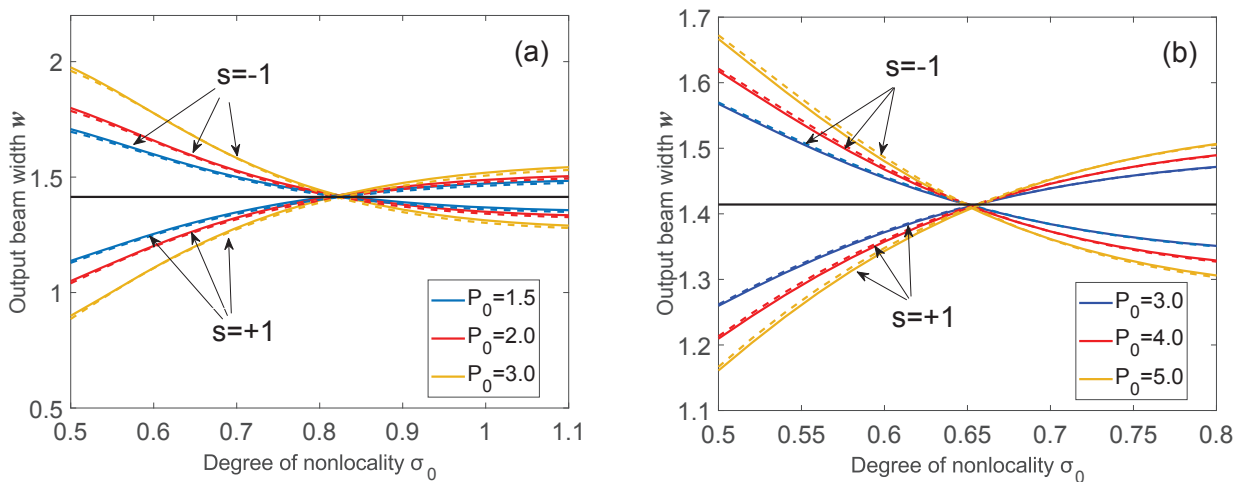 (a)
Output beam width w
2
1.5
1
0.5
s=-1
s=+1
P0=1.5
P0=2.0
P0=3.0
0.5 0.6 0.7 0.8 0.9 1 1.1
Degree of nonlocality σ0
(b)
Output beam width w
1.7
1.6
1.5
1.4
1.3
1.2
1.1
s=-1
s=+1
P0=3.0
P0=4.0
P0=5.0
0.5 0.55 0.6 0.65 0.7 0.75 0.8
Degree of nonlocality σ0